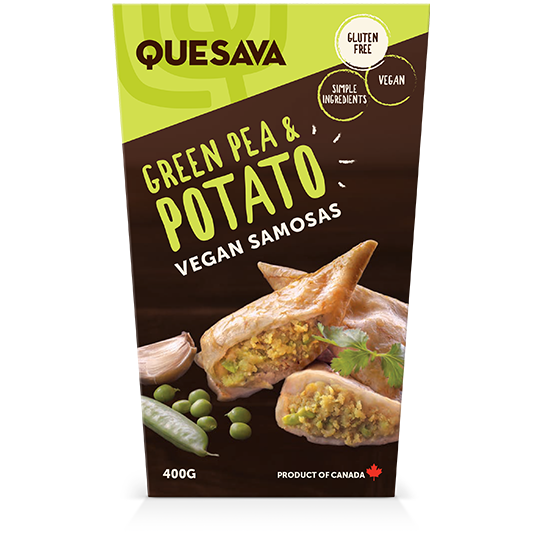 QUESAVA
GLUTEN
FREE
SIMPLE
INGREDIENTS
VEGAN
GREEN PEA &
POTATO
VEGAN SAMOSAS
400G
PRODUCT OF CANADA